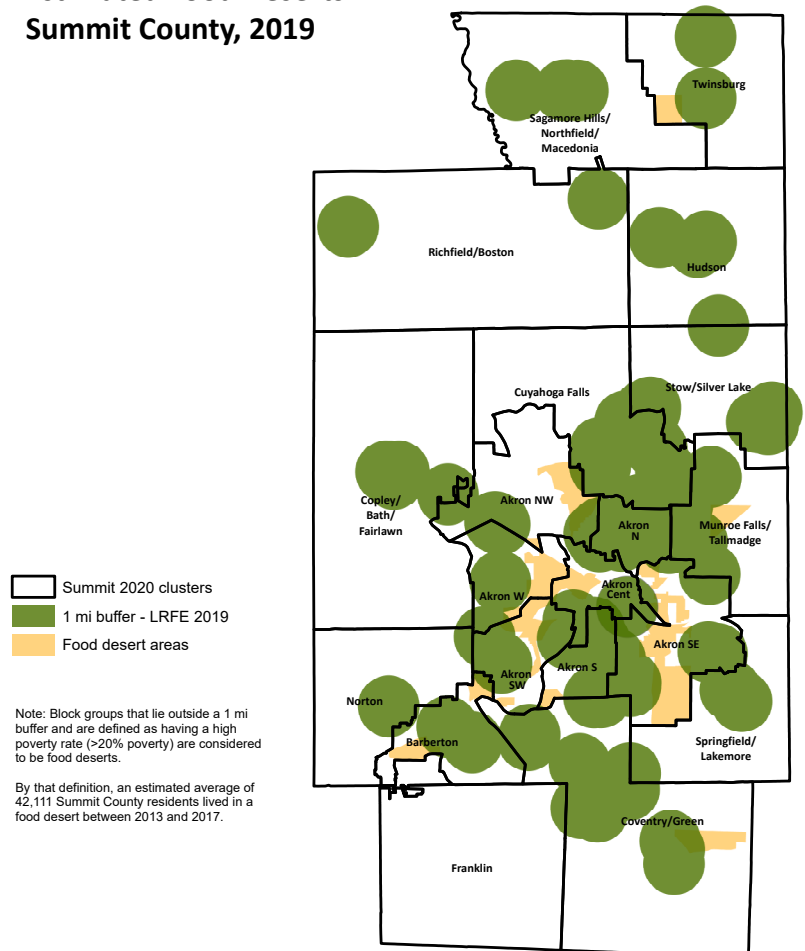 Summit County, 2019
Twinsburg
Sagamore Hills/
Northfield/
Macedonia
Richfield/Boston
Hudson
Cuyahoga Falls
Stow/Silver Lake
Copley/
Bath/
Fairlawn
Akron NW
Akron
N
Munroe Falls/
Tallmadge
Akron W
Akron
Cent
Akron SE
Akron
SW
Akron S
Norton
Barberton
Springfield/
Lakemore
Coventry/Green
Franklin
Summit 2020 clusters
1 mi buffer - LRFE 2019
Food desert areas
Note: Block groups that lie outside a 1 mi
buffer and are defined as having a high
poverty rate (>20% poverty) are considered
to be food deserts.
By that definition, an estimated average of
42,111 Summit County residents lived in a
food desert between 2013 and 2017.